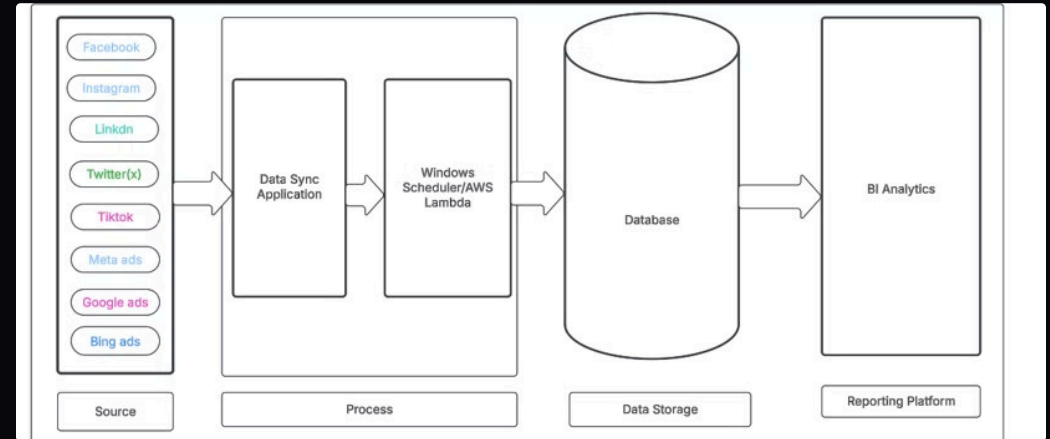 Facebook
Instagram
Linkdn
Twitter(x)
Tiktok
Meta ads
Google ads
Bing ads
Source
Data Sync
Application
Windows
Scheduler/AWS
Lambda
Process
Database
Data Storage
BI Analytics
Reporting Platform